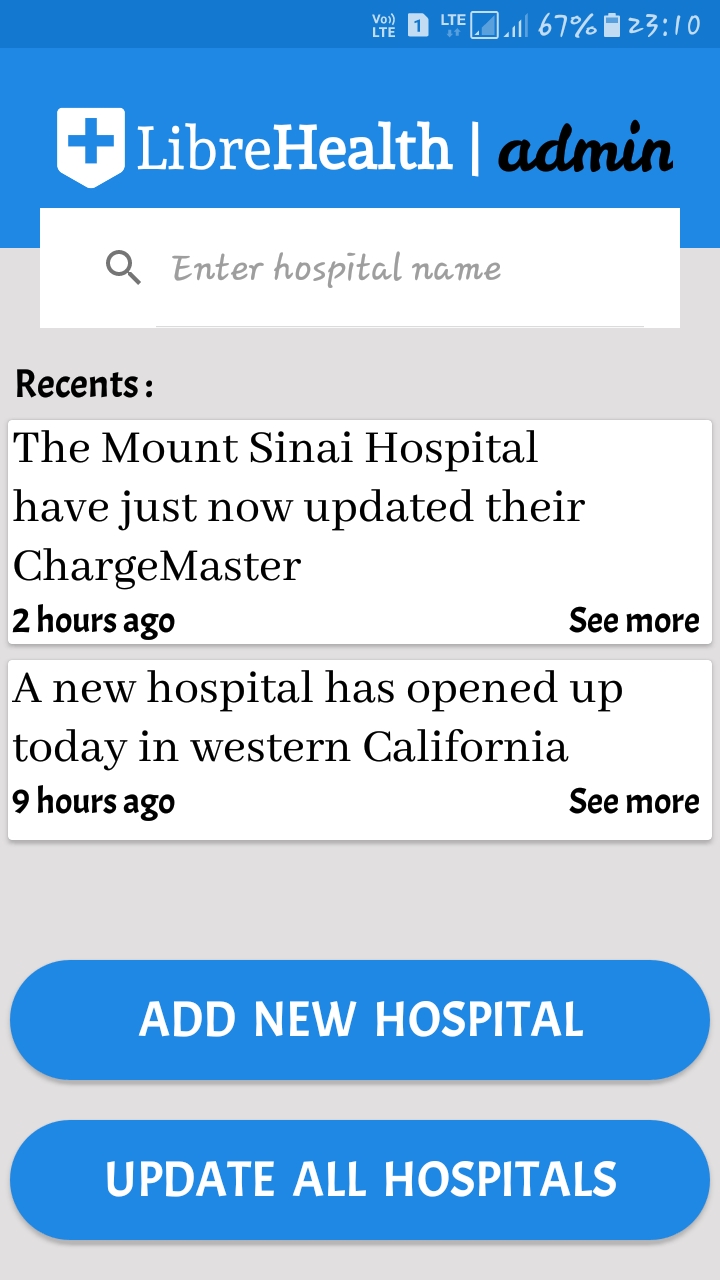 Vo)) LTE 1 LTE 67% 23:10
LibreHealth | admin
Enter hospital name
Recents :
The Mount Sinai Hospital
have just now updated their
ChargeMaster
2 hours ago See more
A new hospital has opened up
today in western California
9 hours ago See more
ADD NEW HOSPITAL
UPDATE ALL HOSPITALS